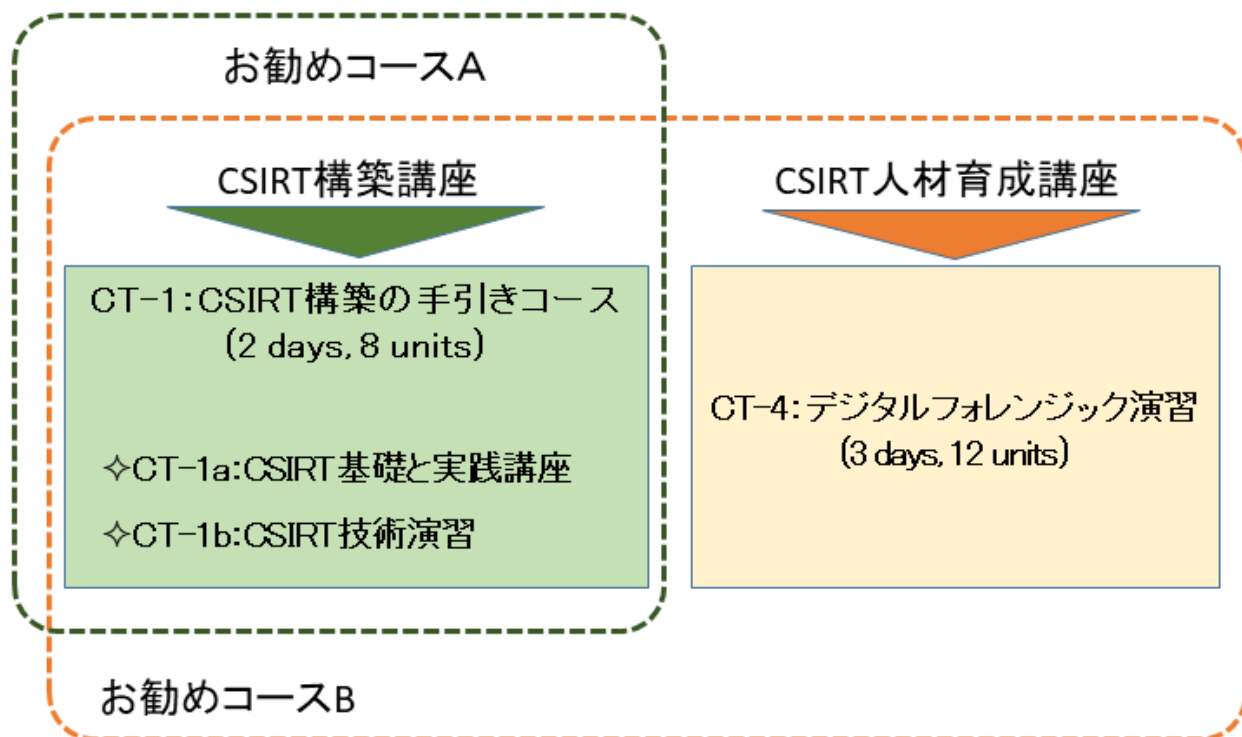 お勧めコースA
CSIRT構築講座
CT-1:CSIRT構築の手引きコース
(2 days, 8 units)
✧CT-1a:CSIRT基礎と実践講座
✧CT-1b:CSIRT技術演習
CSIRT人材育成講座
CT-4:デジタルフォレンジック演習
(3 days, 12 units)
お勧めコースB